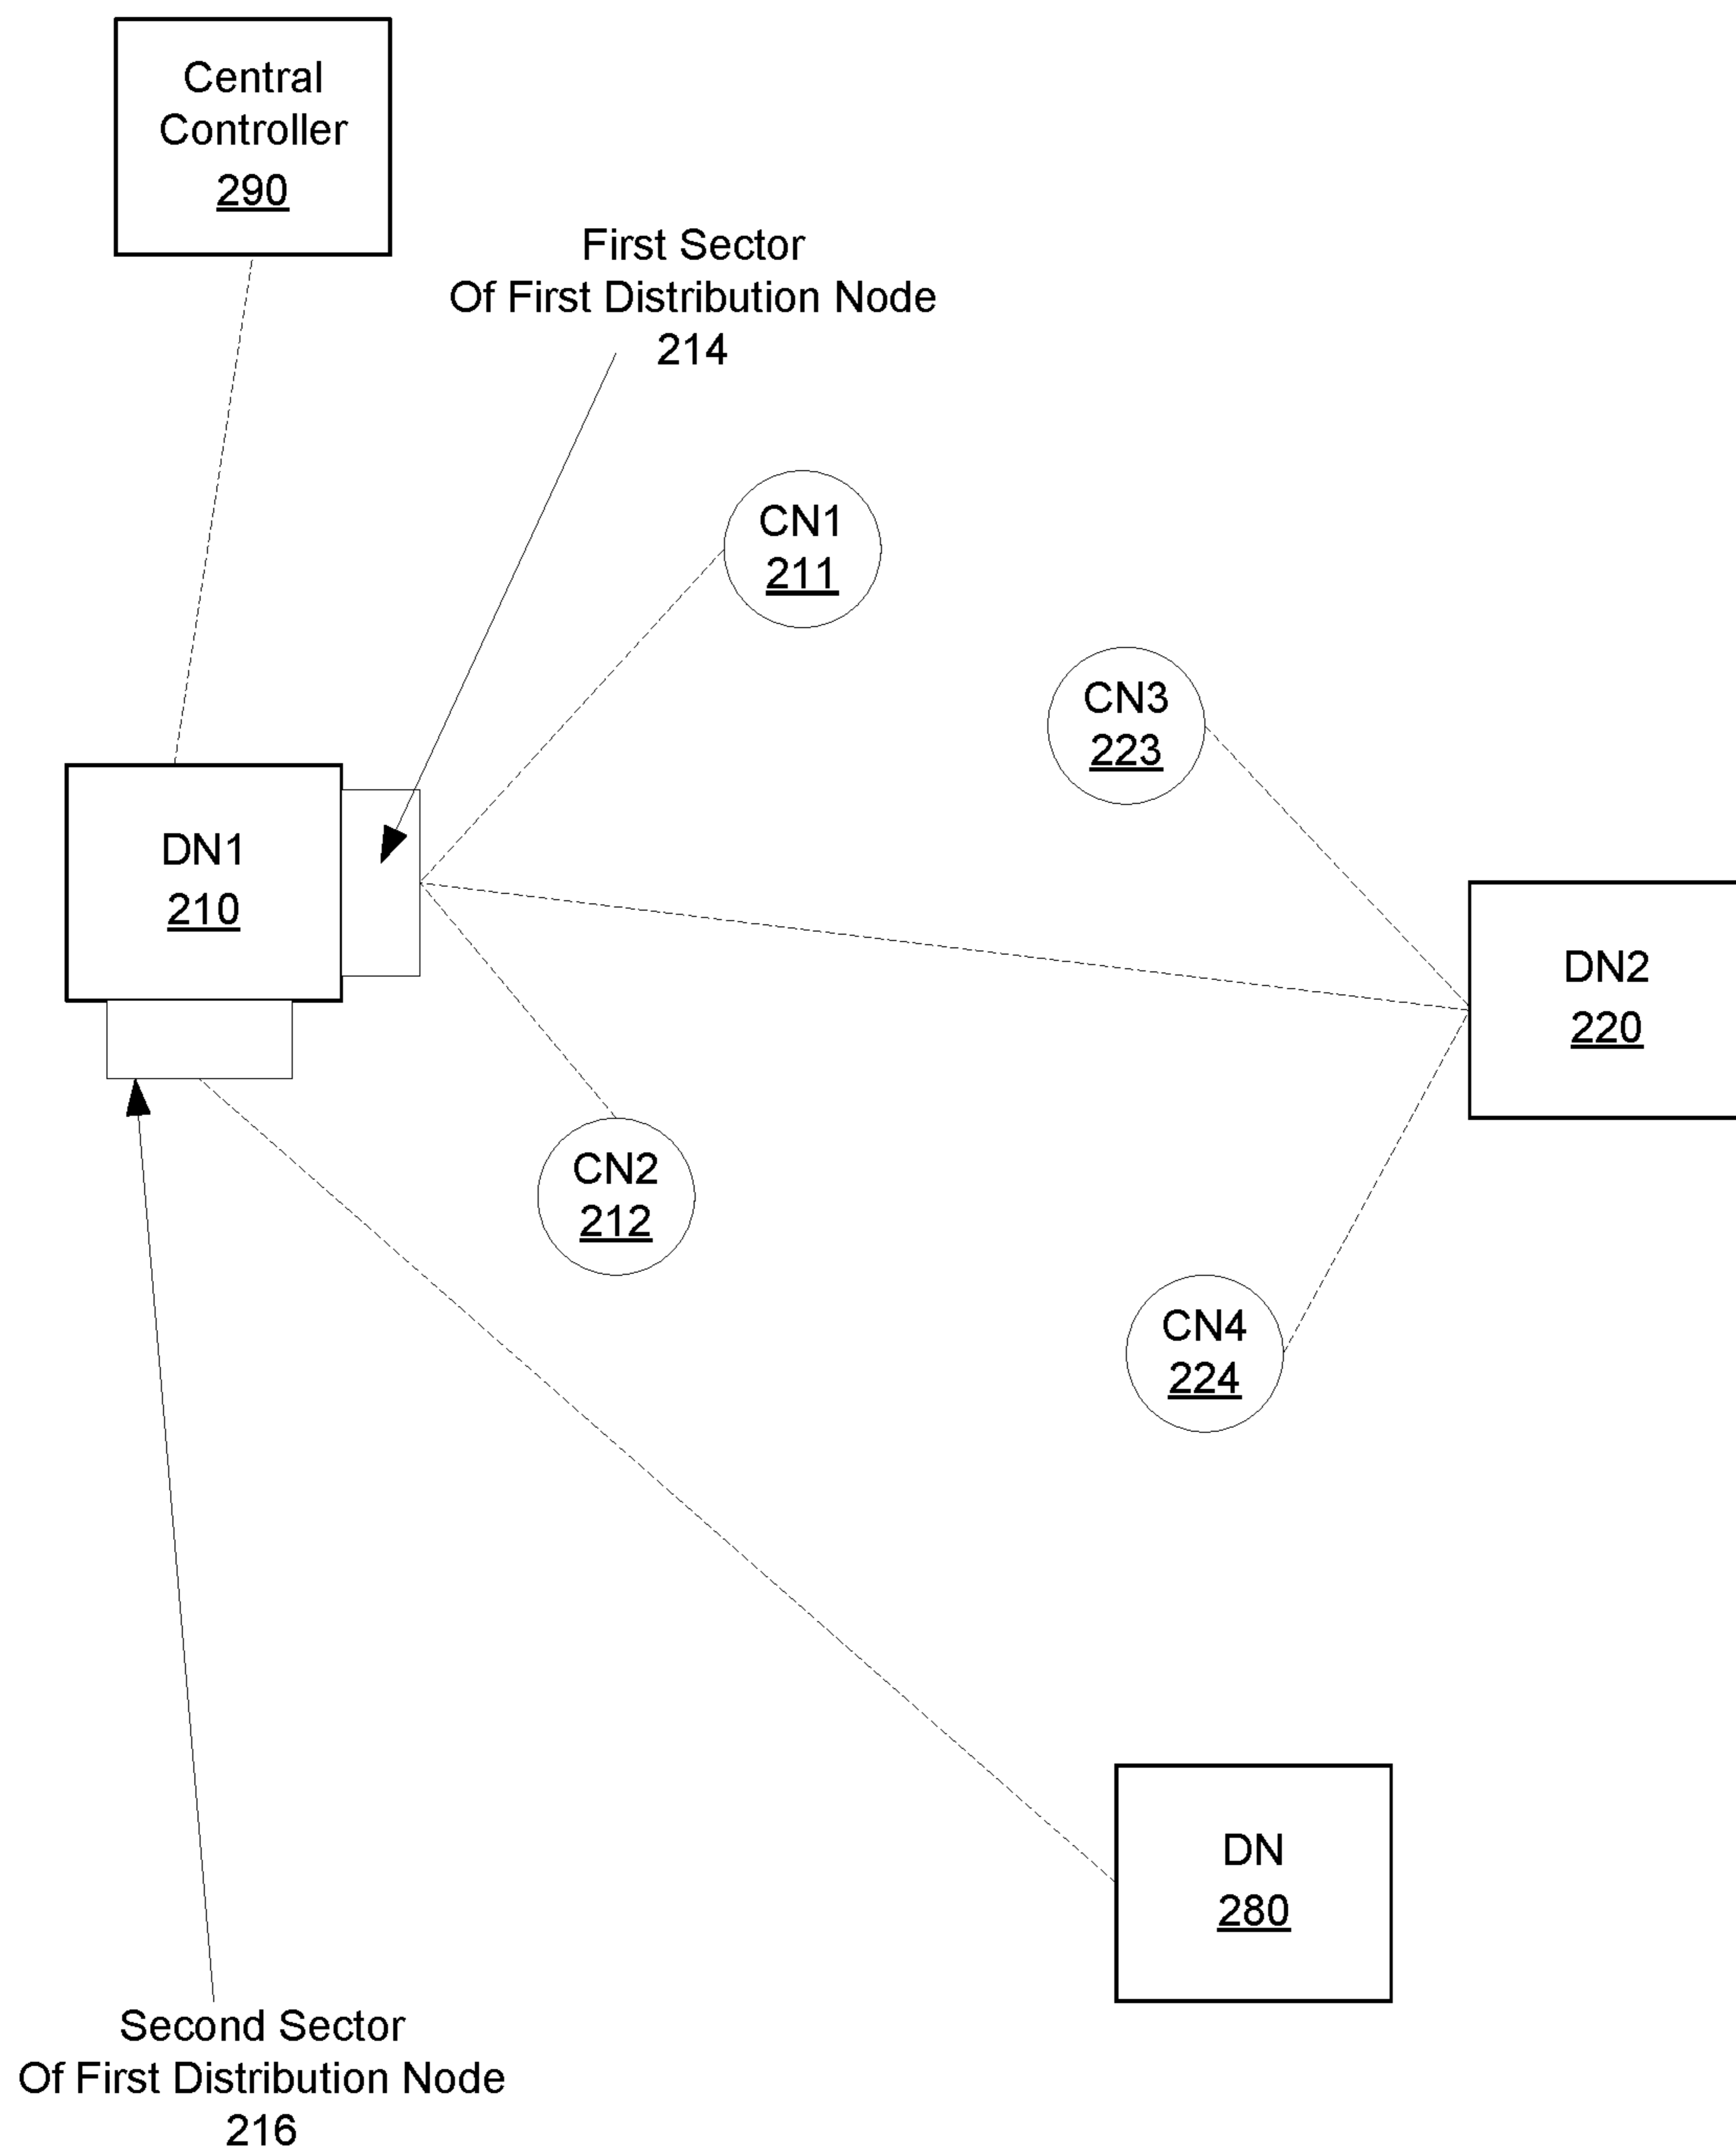 Central
Controller
290
First Sector
Of First Distribution Node
214
CN1
211
CN3
223
DN1
210
DN2
220
CN2
212
CN4
224
DN
280
Second Sector
Of First Distribution Node
216